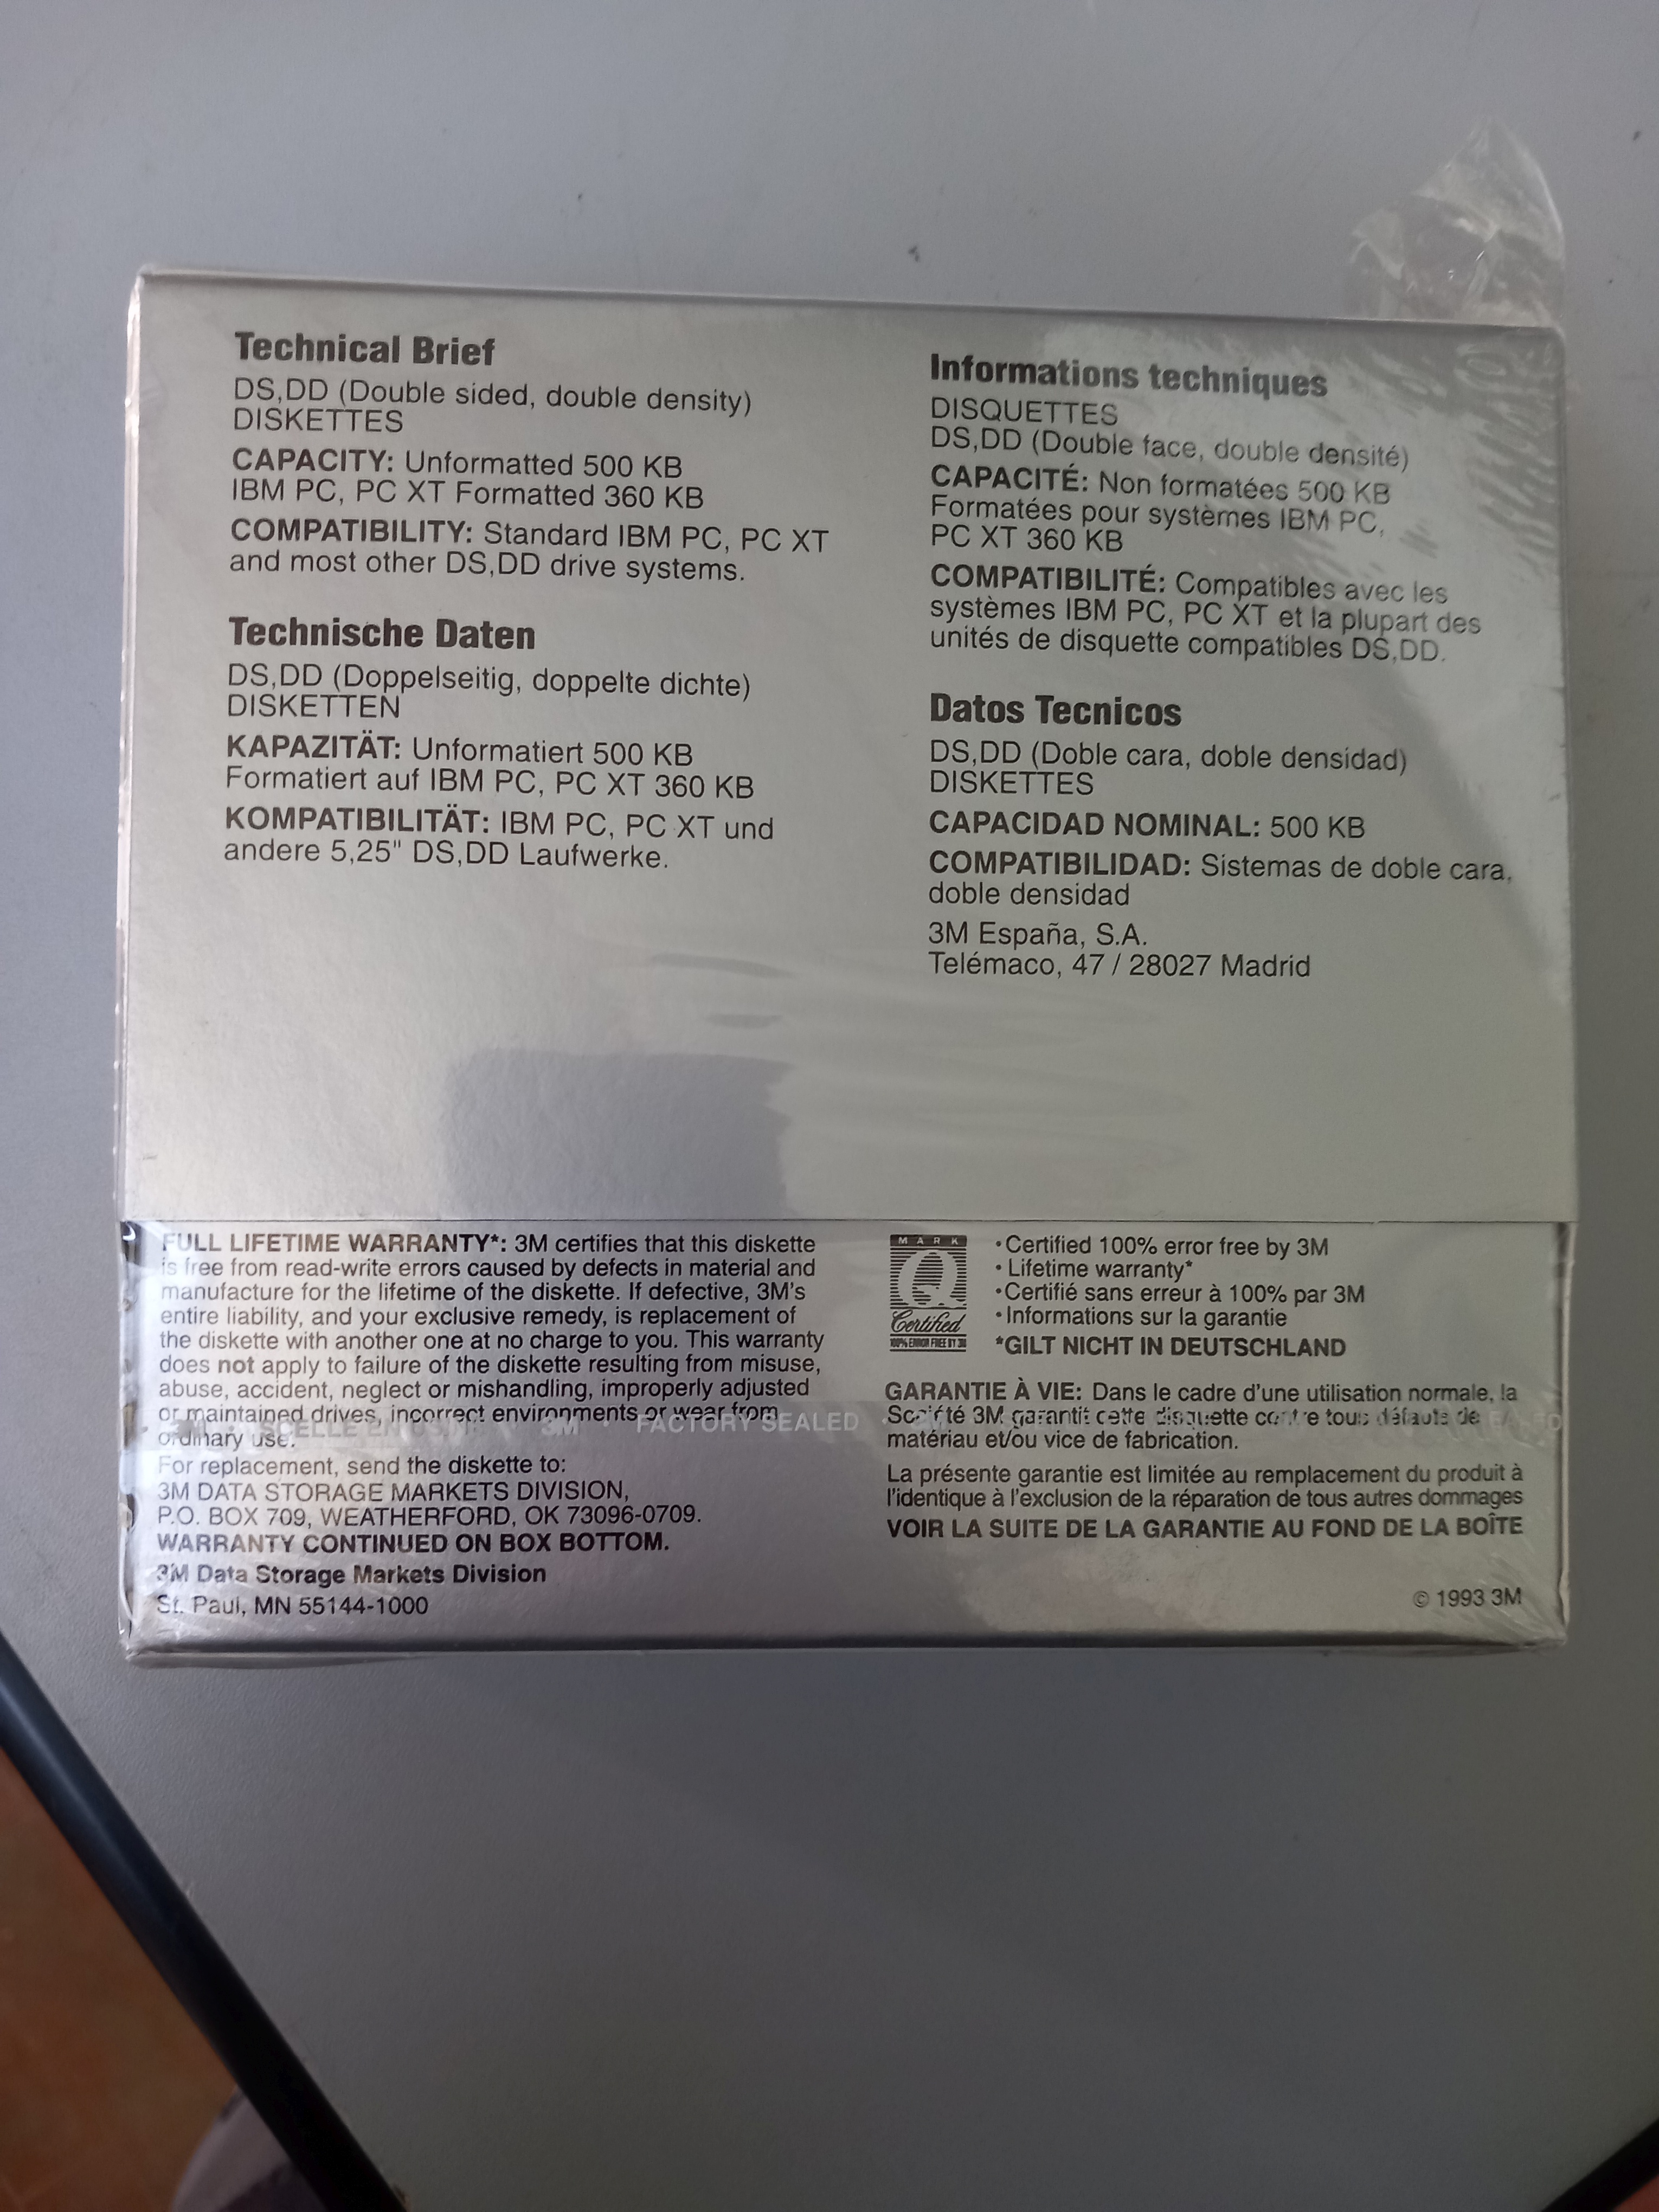 Technical Brief
DS,DD (Double sided, double density)
DISKETTES
CAPACITY: Unformatted 500 KB
IBM PC, PC XT Formatted 360 KB
COMPATIBILITY: Standard IBM PC, PC XT
and most other DS,DD drive systems.
Technische Daten
DS,DD (Doppelseitig, doppelte dichte)
DISKETTEN
KAPAZITÄT: Unformatiert 500 KB
Formatiert auf IBM PC, PC XT 360 KB
KOMPATIBILITÄT: IBM PC, PC XT und
andere 5,25" DS,DD Laufwerke.
Informations techniques
DISQUETTES
DS,DD (Double face, double densité)
CAPACITÉ: Non formatées 500 KB
Formatées pour systèmes IBM PC,
PC XT 360 KB
COMPATIBILITÉ: Compatibles avec les
systèmes IBM PC, PC XT et la plupart des
unités de disquette compatibles DS,DD.
Datos Tecnicos
DS,DD (Doble cara, doble densidad)
DISKETTES
CAPACIDAD NOMINAL: 500 KB
COMPATIBILIDAD: Sistemas de doble cara,
doble densidad
3M España, S.A.
Telémaco, 47 / 28027 Madrid
FULL LIFETIME WARRANTY*: 3M certifies that this diskette
is free from read-write errors caused by defects in material and
manufacture for the lifetime of the diskette. If defective, 3M's
entire liability, and your exclusive remedy, is replacement of
the diskette with another one at no charge to you. This warranty
does not apply to failure of the diskette resulting from misuse,
abuse, accident, neglect or mishandling, improperly adjusted
or maintained drives, incorrect environments or wear from
ordinary use.
3M FACTORY SEALED
For replacement, send the diskette to:
3M DATA STORAGE MARKETS DIVISION,
P.O. BOX 709, WEATHERFORD, OK 73096-0709.
WARRANTY CONTINUED ON BOX BOTTOM.
3M Data Storage Markets Division
St. Paul, MN 55144-1000
MARK
Q
Certified
100% ERROR FREE BY 3M
• Certified 100% error free by 3M
• Lifetime warranty*
• Certifié sans erreur à 100% par 3M
• Informations sur la garantie
*GILT NICHT IN DEUTSCHLAND
GARANTIE À VIE: Dans le cadre d'une utilisation normale, la
Société 3M garantit cette disquette contre tous défauts de
matériau et/ou vice de fabrication.
La présente garantie est limitée au remplacement du produit à
l'identique à l'exclusion de la réparation de tous autres dommages
VOIR LA SUITE DE LA GARANTIE AU FOND DE LA BOÎTE
© 1993 3M